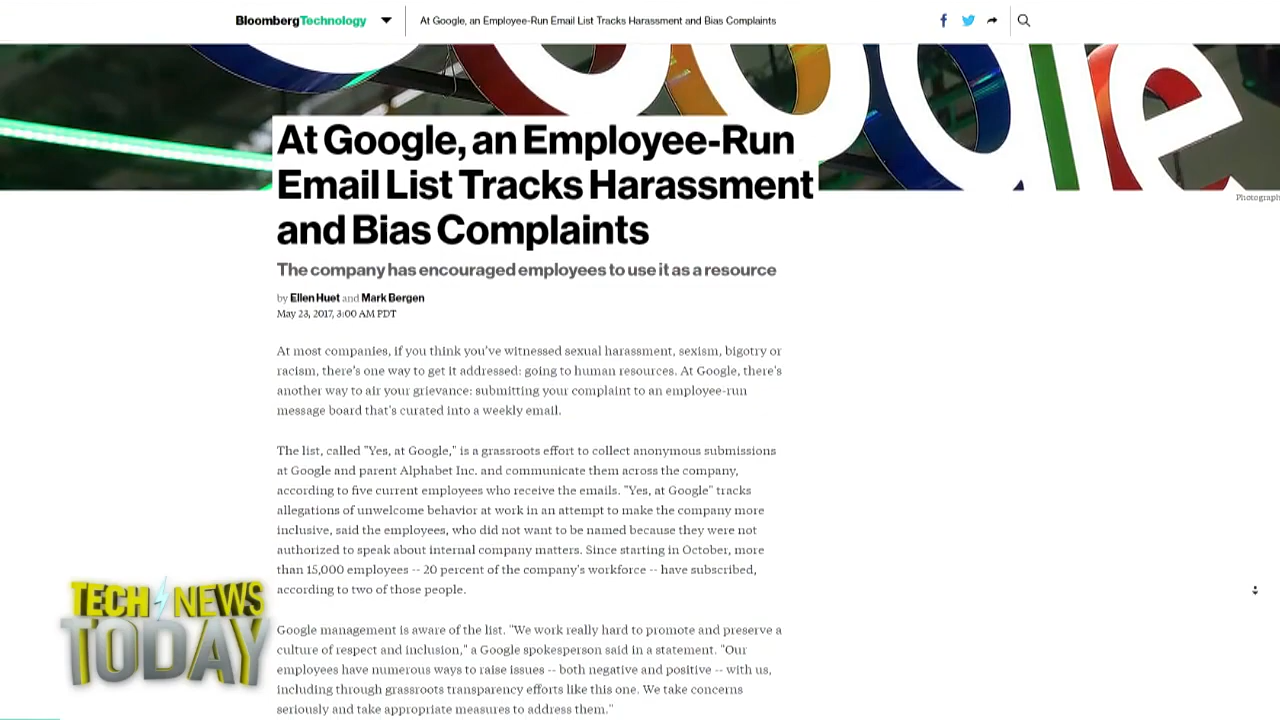 BloombergTechnology
At Google, an Employee-Run Email List Tracks Harassment and Bias Complaints
At Google, an Employee-Run
Email List Tracks Harassment
and Bias Complaints
Photograph
The company has encouraged employees to use it as a resource
by Ellen Huet and Mark Bergen
May 23, 2017, 3:00 AM PDT
At most companies, if you think you've witnessed sexual harassment, sexism, bigotry or
racism, there's one way to get it addressed: going to human resources. At Google, there's
another way to air your grievance: submitting your complaint to an employee-run
message board that's curated into a weekly email.
The list, called "Yes, at Google," is a grassroots effort to collect anonymous submissions
at Google and parent Alphabet Inc. and communicate them across the company,
according to five current employees who receive the emails. "Yes, at Google" tracks
allegations of unwelcome behavior at work in an attempt to make the company more
inclusive, said the employees, who did not want to be named because they were not
authorized to speak about internal company matters. Since starting in October, more
than 15,000 employees -- 20 percent of the company's workforce -- have subscribed,
according to two of those people.
Google management is aware of the list. "We work really hard to promote and preserve a
culture of respect and inclusion," a Google spokesperson said in a statement. "Our
employees have numerous ways to raise issues -- both negative and positive -- with us,
including through grassroots transparency efforts like this one. We take concerns
seriously and take appropriate measures to address them."
TECH NEWS
TODAY